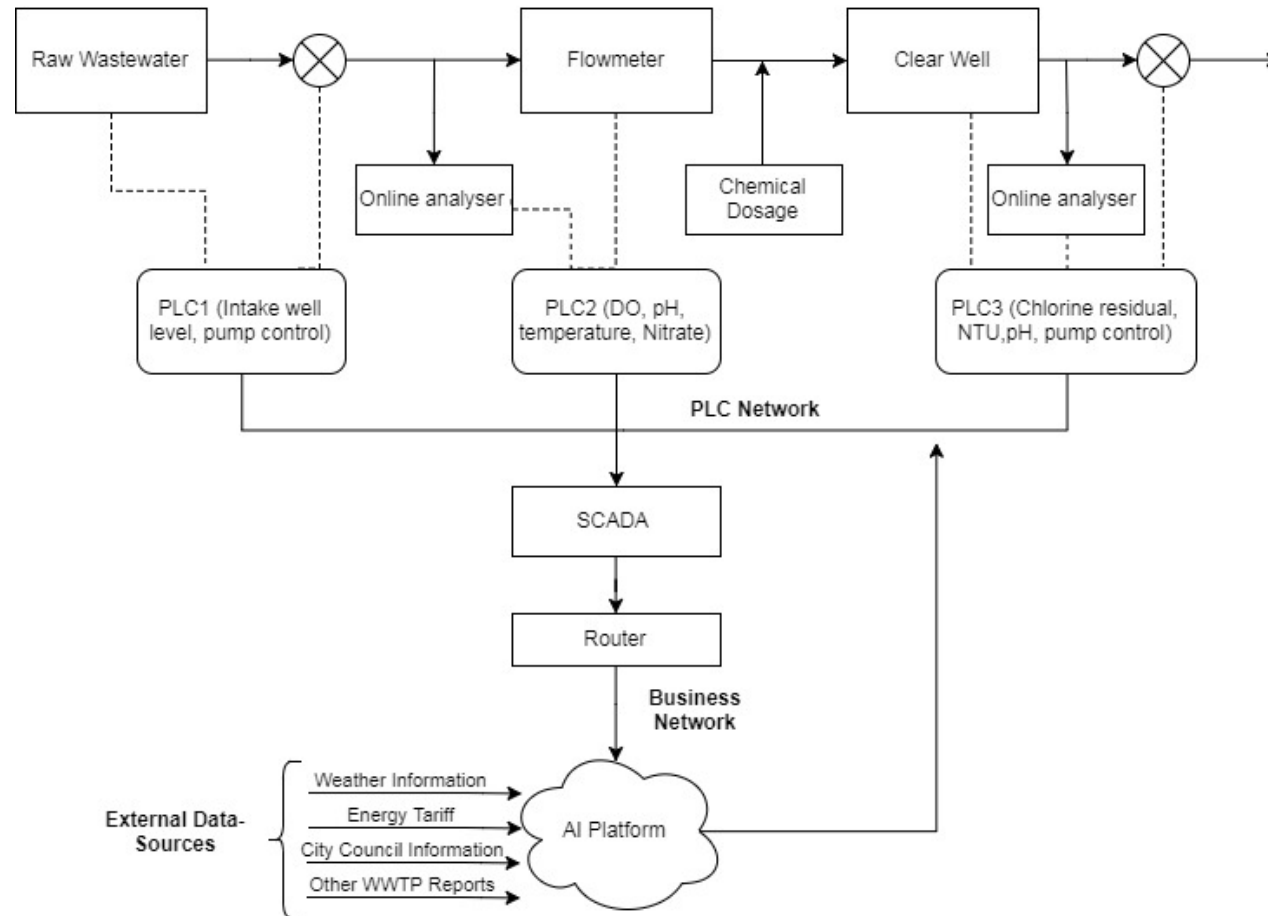 Raw Wastewater
Flowmeter
Clear Well
Online analyser
Chemical
Dosage
Online analyser
PLC1 (Intake well
level, pump control)
PLC2 (DO, pH,
temperature, Nitrate)
PLC3 (Chlorine residual,
NTU,pH, pump control)
PLC Network
SCADA
Router
Business
Network
External Data-
Sources
Weather Information
Energy Tariff
City Council Information
Other WWTP Reports
AI Platform